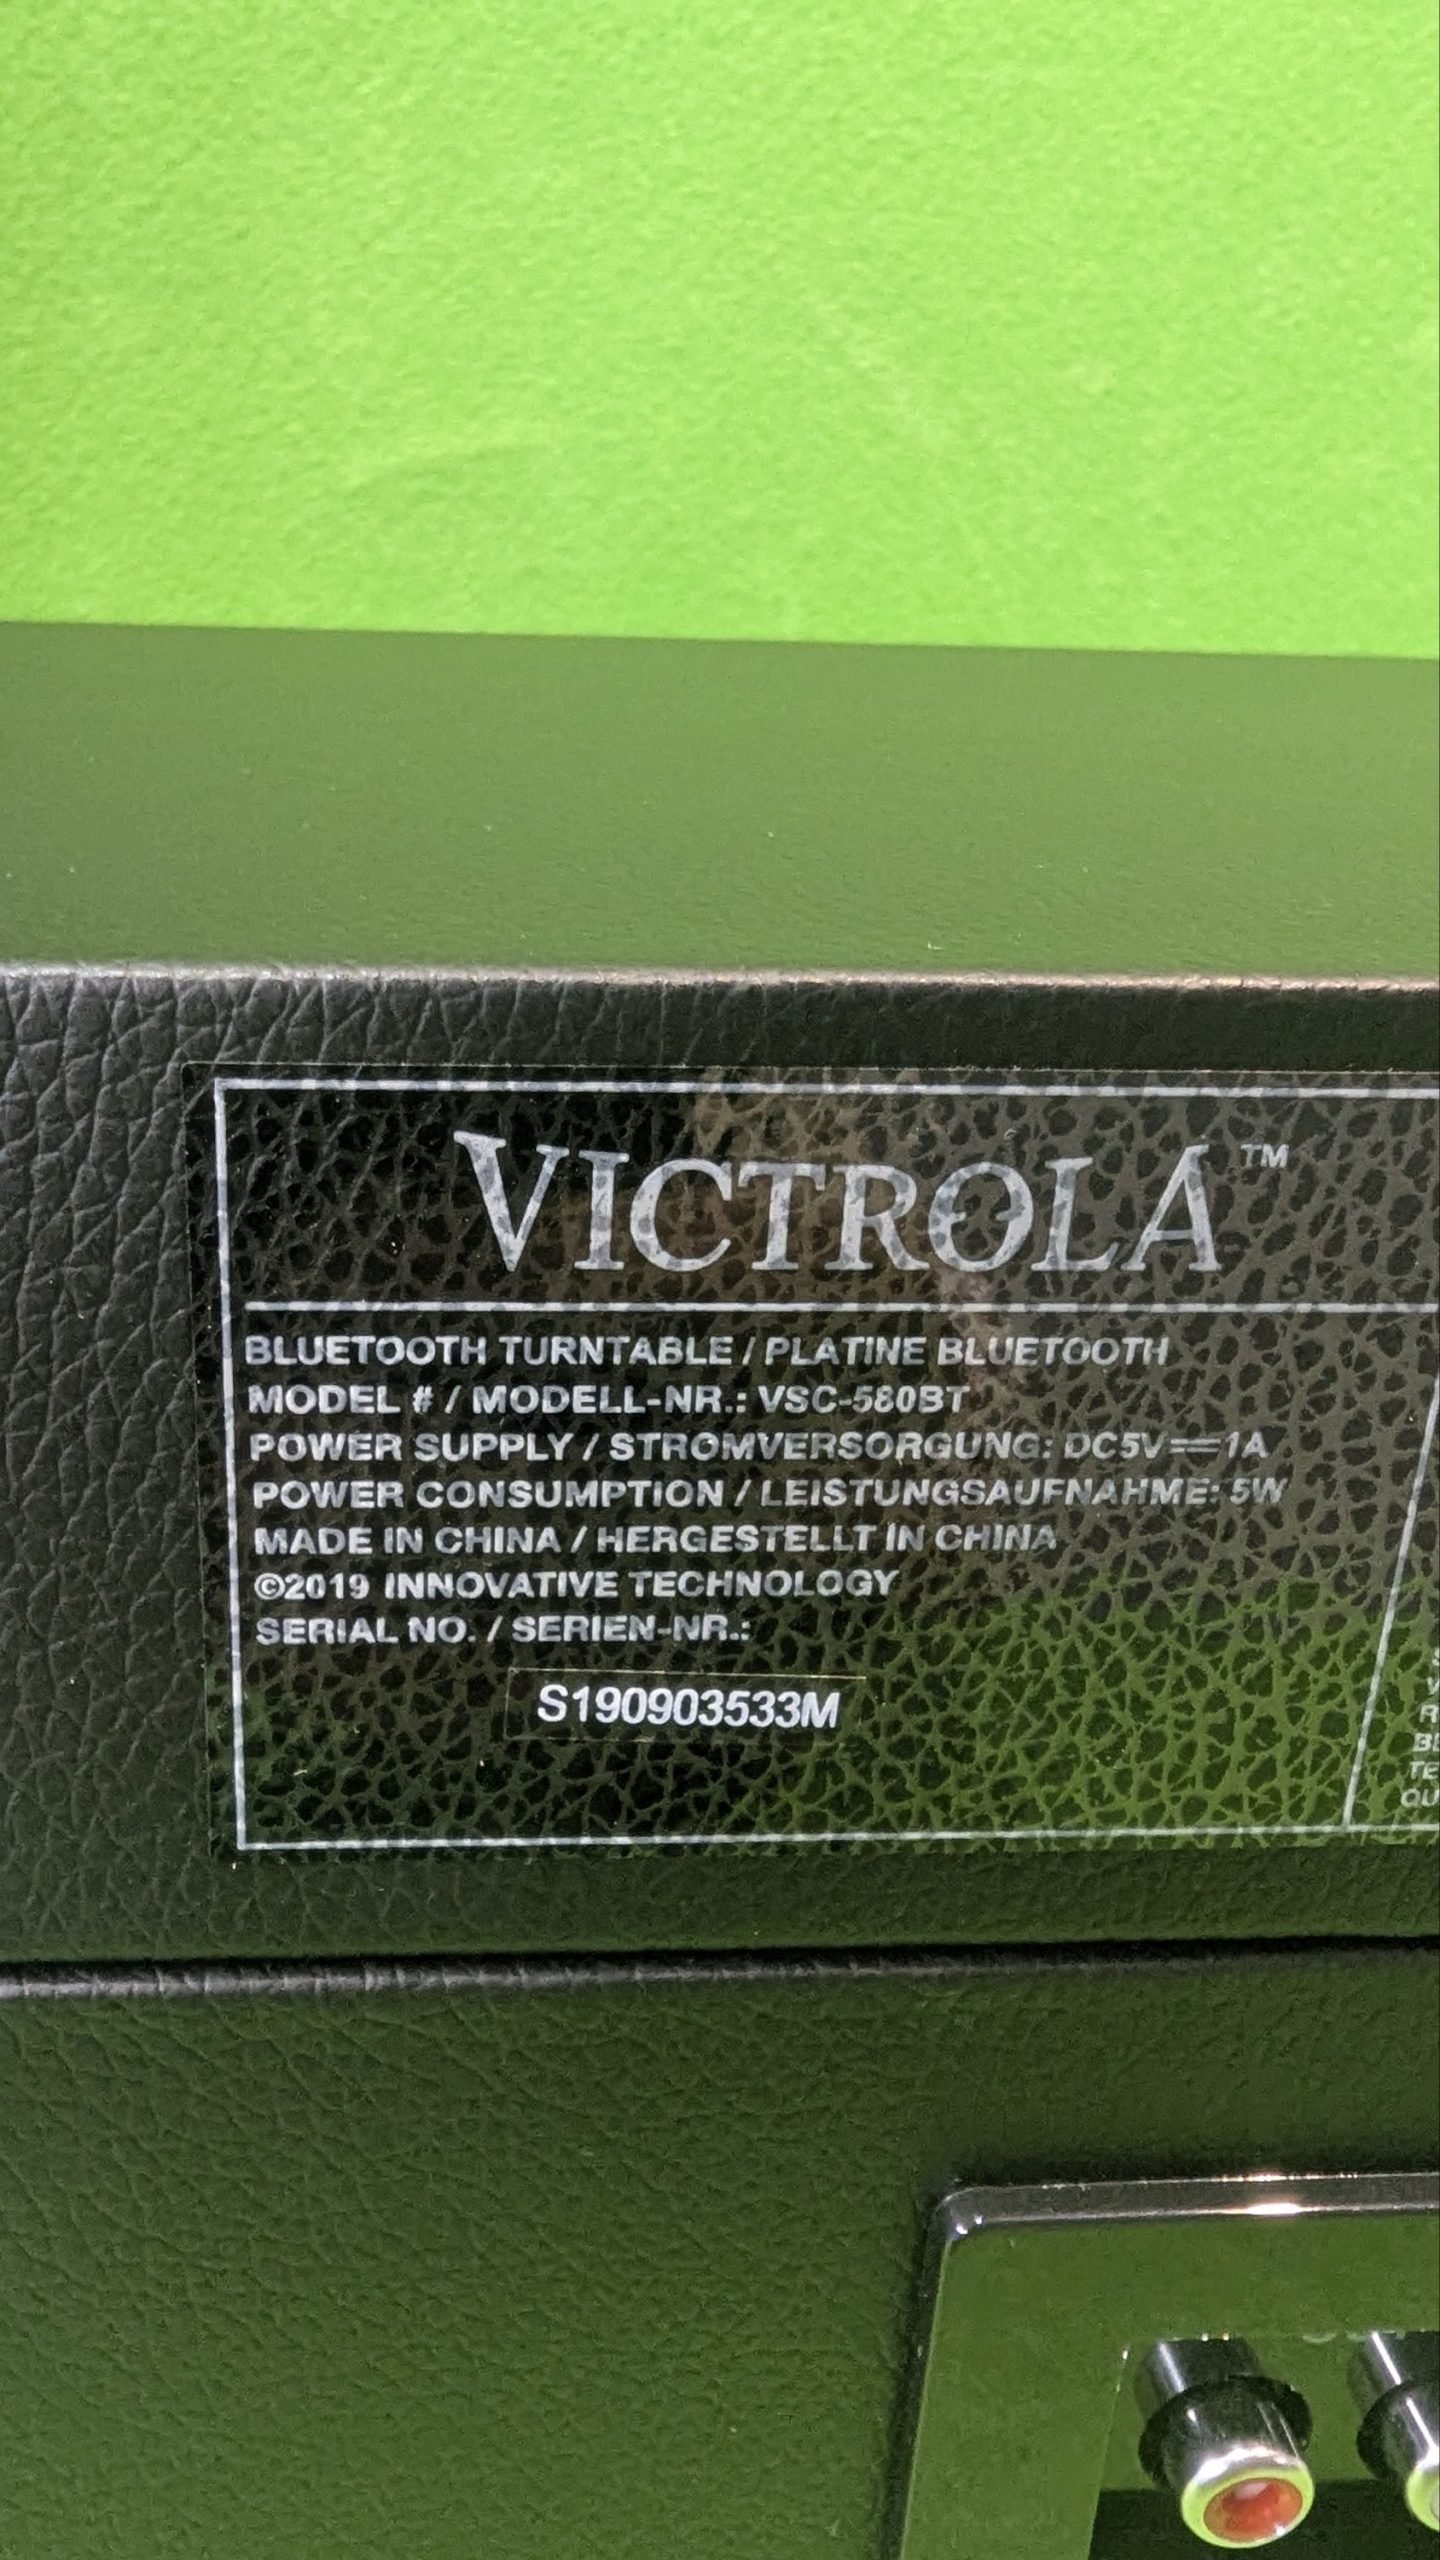 VICTROLA™
BLUETOOTH TURNTABLE / PLATINE BLUETOOTH
MODEL # / MODELL-NR.: VSC-580BT
POWER SUPPLY / STROMVERSORGUNG: DC5V⎓1A
POWER CONSUMPTION / LEISTUNGSAUFNAHME: 5W
MADE IN CHINA / HERGESTELLT IN CHINA
©2019 INNOVATIVE TECHNOLOGY
SERIAL NO. / SERIEN-NR.:
S190903533M